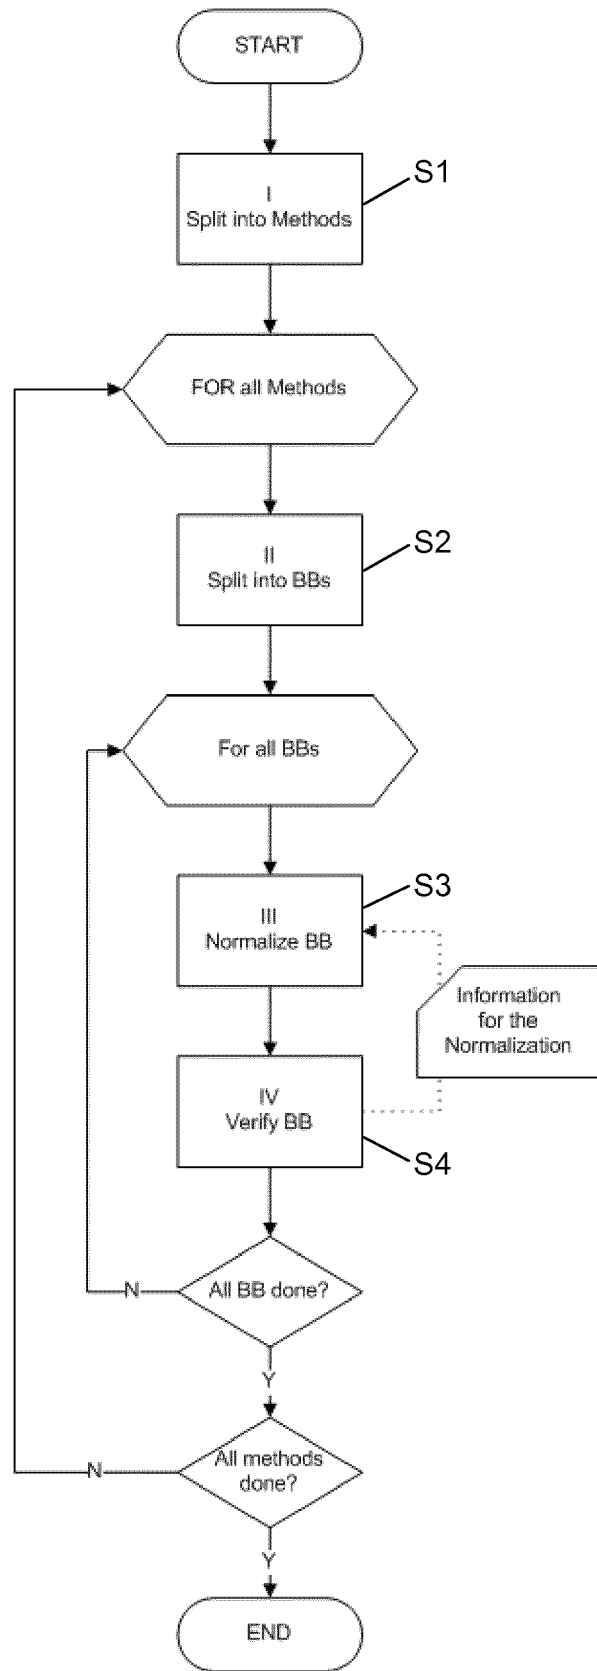 START
S1
I
Split into Methods
FOR all Methods
S2
II
Split into BBs
For all BBs
S3
III
Normalize BB
Information
for the
Normalization
IV
Verify BB
S4
All BB done?
N
Y
All methods
done?
N
Y
END